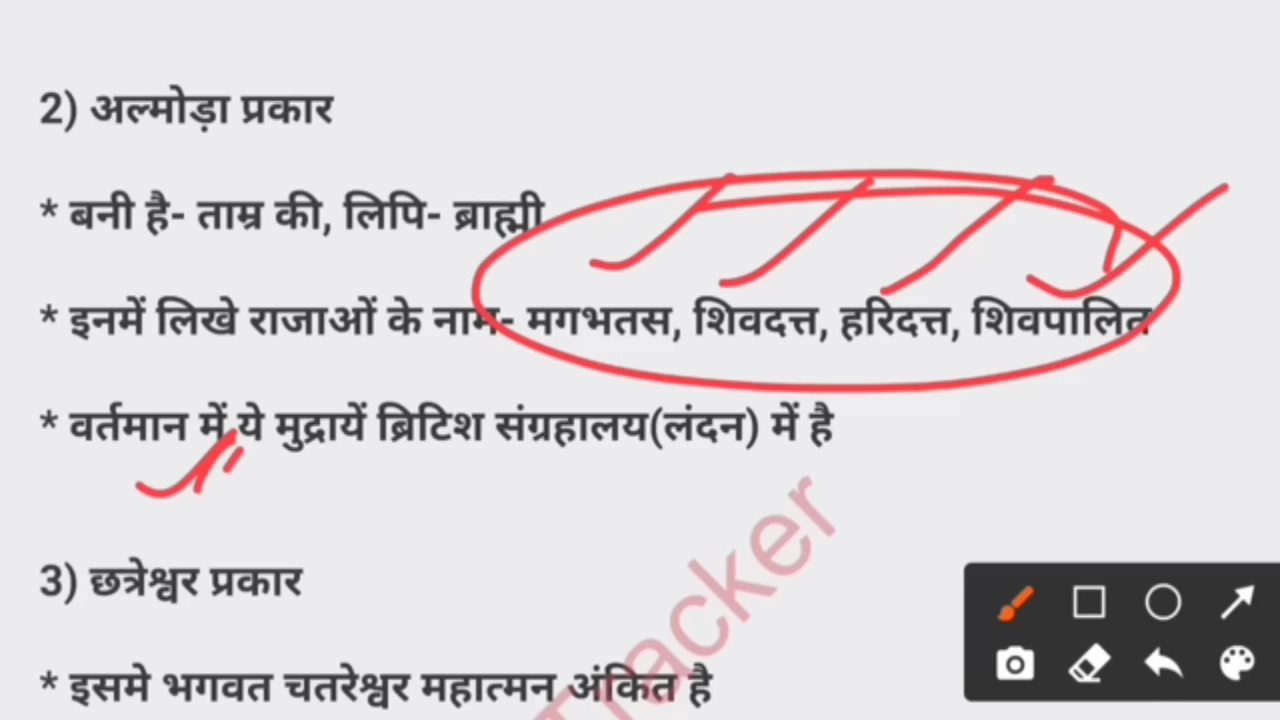 2) अल्मोड़ा प्रकार
* बनी है- ताम्र की, लिपि- ब्राह्मी
* इनमें लिखे राजाओं के नाम- मगभतस, शिवदत्त, हरिदत्त, शिवपालित
* वर्तमान में ये मुद्रायें ब्रिटिश संग्रहालय(लंदन) में है
3) छत्रेश्वर प्रकार
* इसमे भगवत चतरेश्वर महात्मन अंकित है
Tracker